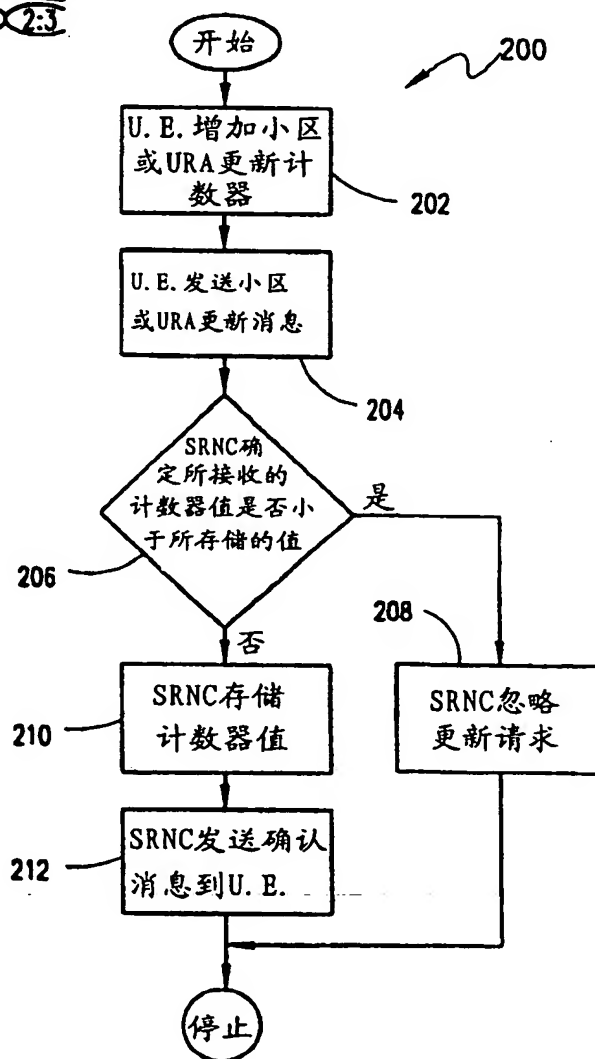 2:3
开始
200
U.E.增加小区
或URA更新计
数器
202
U.E.发送小区
或URA更新消息
204
SRNC确
定所接收的
计数器值是否小
于所存储的值
是
206
否
208
SRNC存储
计数器值
210
SRNC忽略
更新请求
SRNC发送确认
消息到U.E.
212
停止